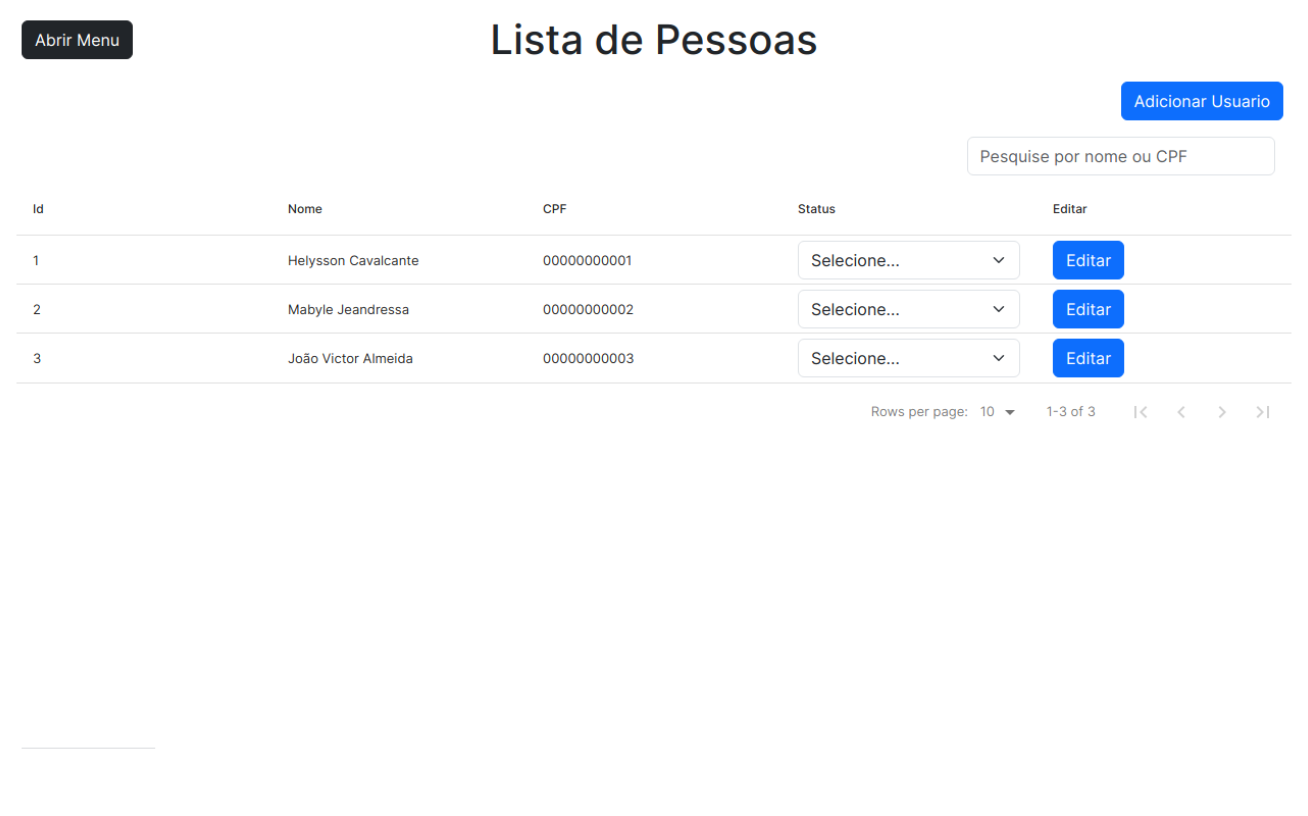 Abrir Menu
Lista de Pessoas
Adicionar Usuario
Pesquise por nome ou CPF
Id Nome CPF Status Editar
1 Helysson Cavalcante 00000000001 Selecione... Editar
2 Mabyle Jeandressa 00000000002 Selecione... Editar
3 João Victor Almeida 00000000003 Selecione... Editar
Rows per page: 10 1-3 of 3